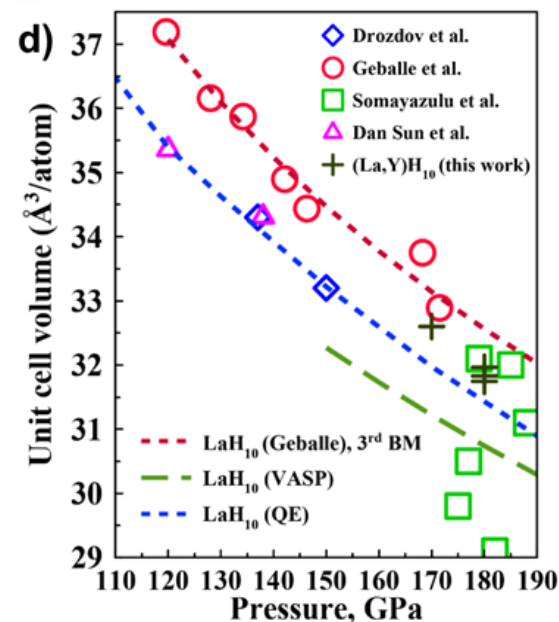 d)
Drozdov et al.
Geballe et al.
Somayazulu et al.
Dan Sun et al.
(La,Y)H₁₀ (this work)
Unit cell volume (Å³/atom)
37
36
35
34
33
32
31
30
29
LaH₁₀ (Geballe), 3ʳᵈ BM
LaH₁₀ (VASP)
LaH₁₀ (QE)
110 120 130 140 150 160 170 180 190
Pressure, GPa